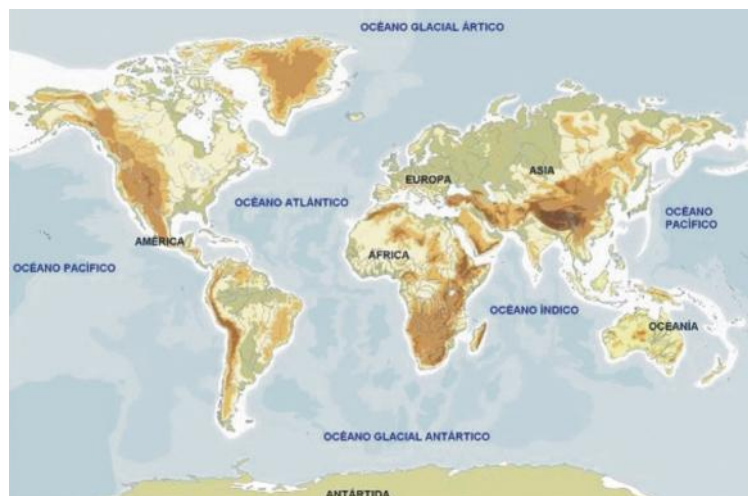 OCÉANO GLACIAL ÁRTICO
EUROPA
ASIA
OCÉANO ATLÁNTICO
OCÉANO
PACÍFICO
AMÉRICA
ÁFRICA
OCÉANO PACÍFICO
OCÉANO ÍNDICO
OCEANÍA
OCÉANO GLACIAL ANTÁRTICO
ANTÁRTIDA